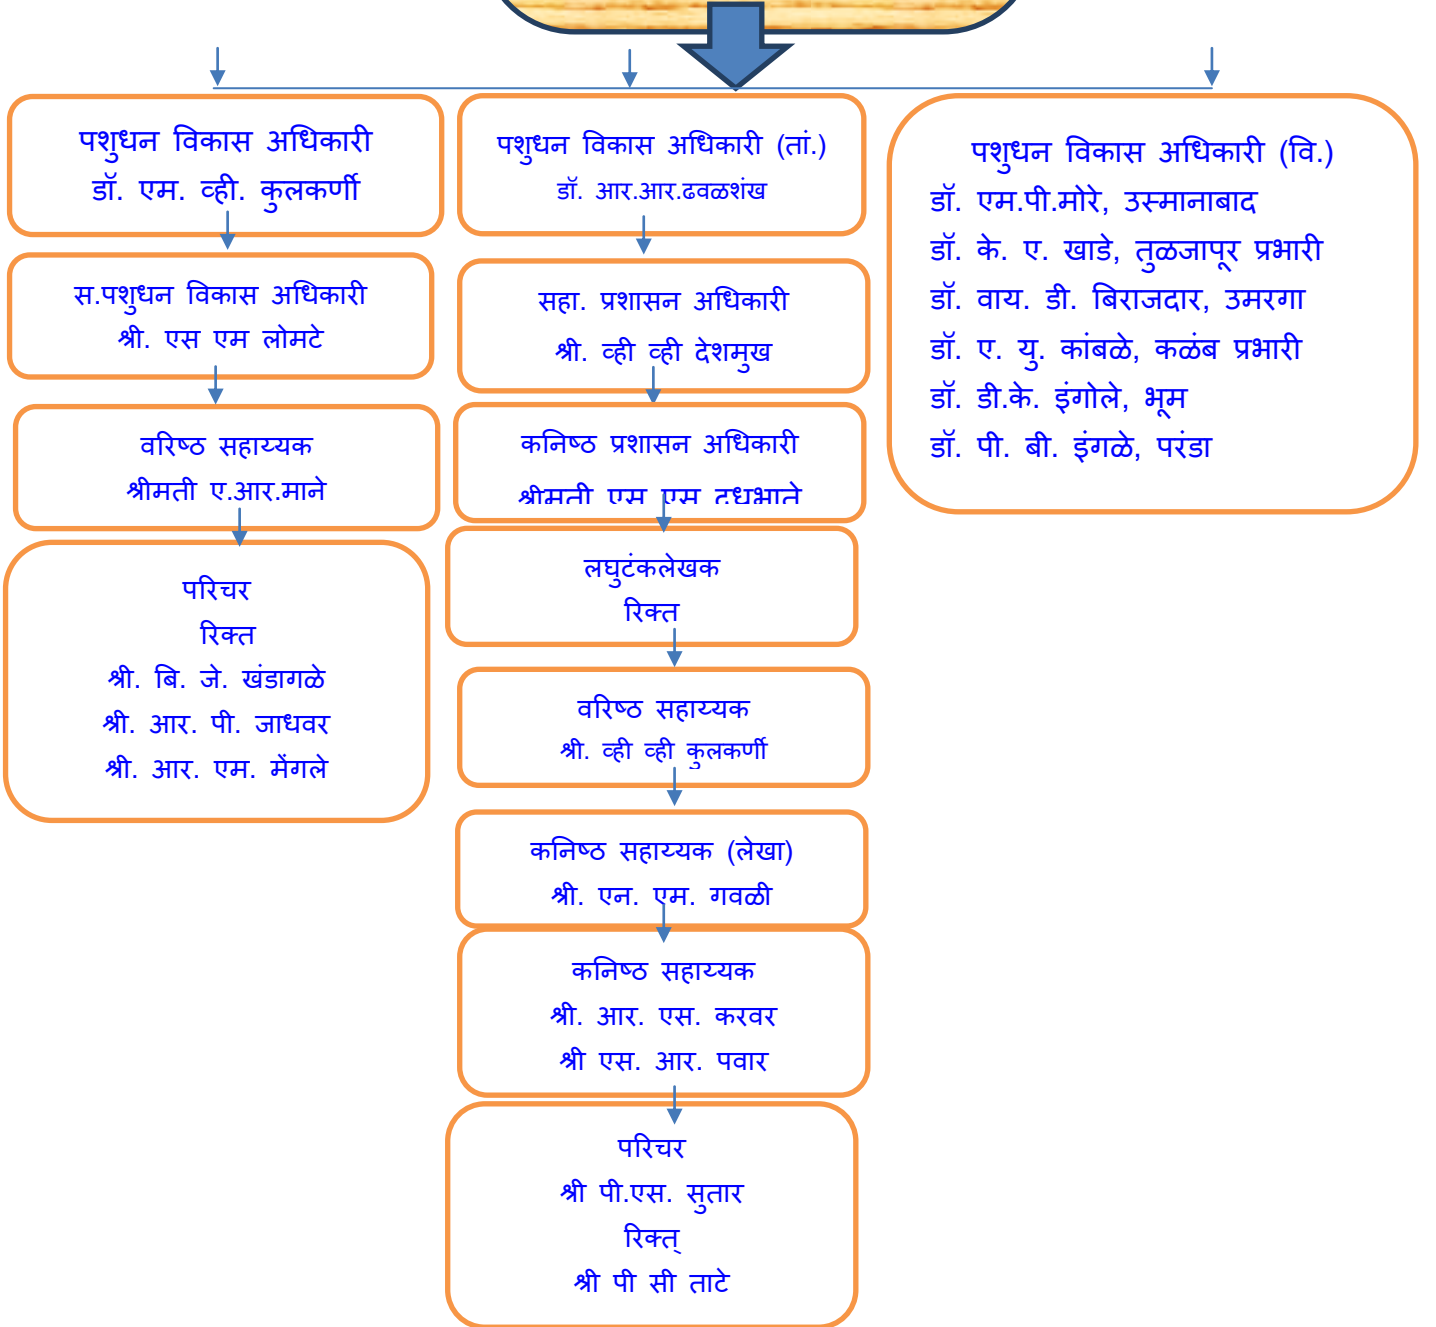 पशुधन विकास अधिकारी
डॉ. एम. व्ही. कुलकर्णी
स.पशुधन विकास अधिकारी
श्री. एस एम लोमटे
वरिष्ठ सहाय्यक
श्रीमती ए.आर.माने
परिचर
रिक्त
श्री. बि. जे. खंडागळे
श्री. आर. पी. जाधवर
श्री. आर. एम. मेंगले
पशुधन विकास अधिकारी (तां.)
डॉ. आर.आर.ढवळशंख
सहा. प्रशासन अधिकारी
श्री. व्ही व्ही देशमुख
कनिष्ठ प्रशासन अधिकारी
श्रीमती एस एस
लघुटंकलेखक
रिक्त
वरिष्ठ सहाय्यक
श्री. व्ही व्ही कुलकर्णी
कनिष्ठ सहाय्यक (लेखा)
श्री. एन. एम. गवळी
कनिष्ठ सहाय्यक
श्री. आर. एस. करवर
श्री एस. आर. पवार
परिचर
श्री पी.एस. सुतार
रिक्त्
श्री पी सी ताटे
पशुधन विकास अधिकारी (वि.)
डॉ. एम.पी.मोरे, उस्मानाबाद
डॉ. के. ए. खाडे, तुळजापूर प्रभारी
डॉ. वाय. डी. बिराजदार, उमरगा
डॉ. ए. यु. कांबळे, कळंब प्रभारी
डॉ. डी.के. इंगोले, भूम
डॉ. पी. बी. इंगळे, परंडा